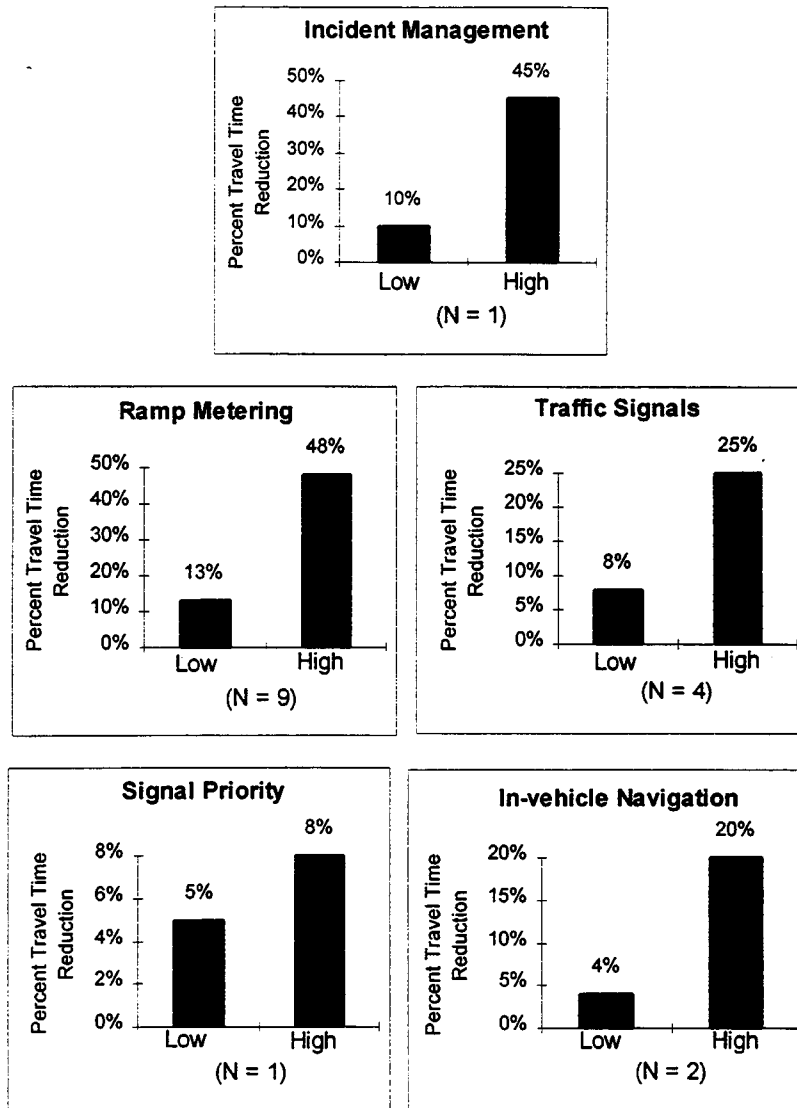 Incident Management
Percent Travel Time
Reduction
50%
40%
30%
20%
10%
0%
10%
45%
Low
High
(N = 1)
Ramp Metering
Percent Travel Time
Reduction
50%
40%
30%
20%
10%
0%
13%
48%
Low
High
(N = 9)
Traffic Signals
Percent Travel Time
Reduction
25%
20%
15%
10%
5%
0%
8%
25%
Low
High
(N = 4)
Signal Priority
Percent Travel Time
Reduction
8%
6%
4%
2%
0%
5%
8%
Low
High
(N = 1)
In-vehicle Navigation
Percent Travel Time
Reduction
20%
15%
10%
5%
0%
4%
20%
Low
High
(N = 2)